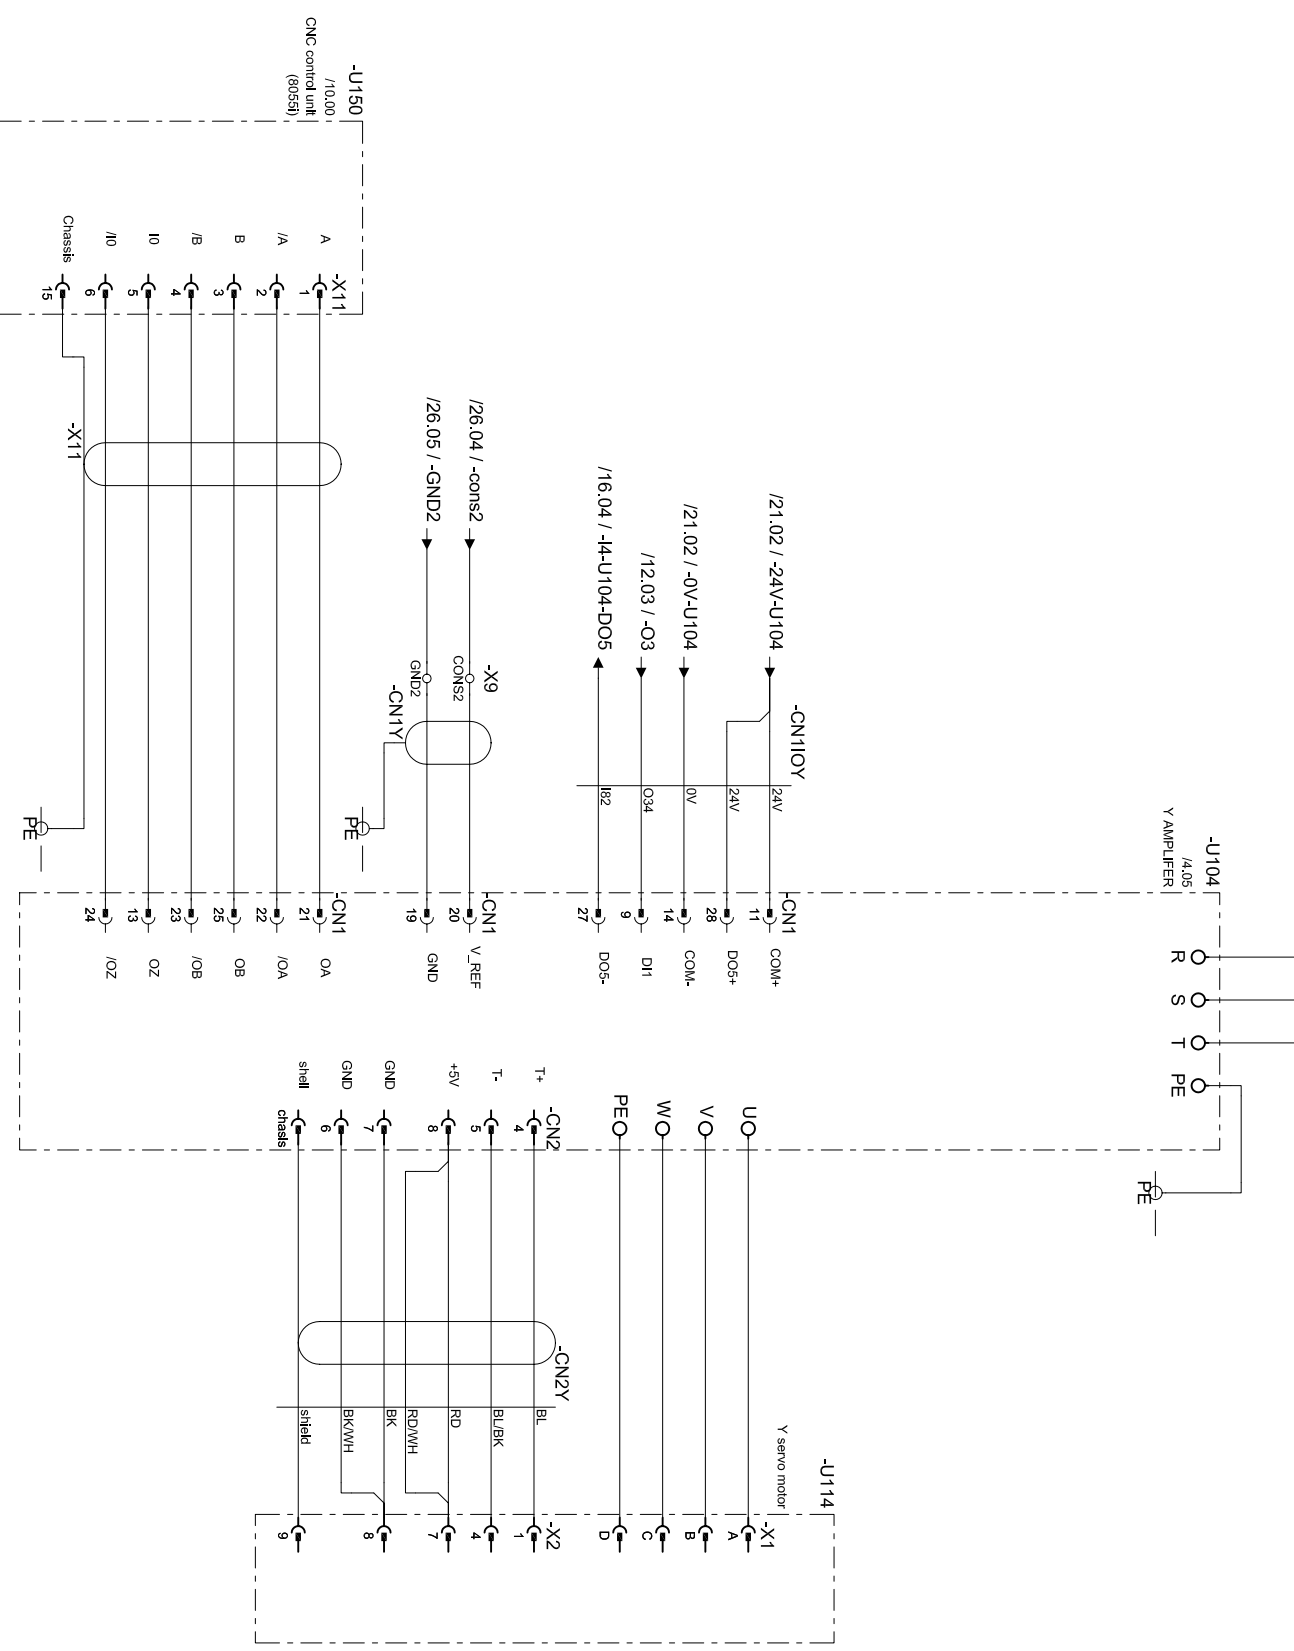 -U150
/10.00
CNC control unit
(8055i)
-X11
A
1
/A
2
B
3
/B
4
I0
5
/I0
6
Chassis
15
-X11
PE
/26.04 / -cons2
/26.05 / -GND2
-X9
CONS2
GND2
-CN1Y
PE
/21.02 / -24V-U104
/21.02 / -0V-U104
/12.03 / -O3
/16.04 / -I4-U104-DO5
-CN1IOY
24V
24V
0V
O34
I82
-U104
/4.05
Y AMPLIFER
R
S
T
PE
PE
-CN1
11
COM+
28
DO5+
14
COM-
9
DI1
27
DO5-
-CN1
20
V_REF
19
GND
-CN1
21
OA
22
/OA
25
OB
23
/OB
13
OZ
24
/OZ
U
V
W
PE
-CN2
T+
4
T-
5
+5V
8
GND
7
GND
6
shell
chasis
-CN2Y
BL
BL/BK
RD
RD/WH
BK
BK/WH
shield
-U114
Y servo motor
-X1
A
B
C
D
-X2
1
4
7
8
9